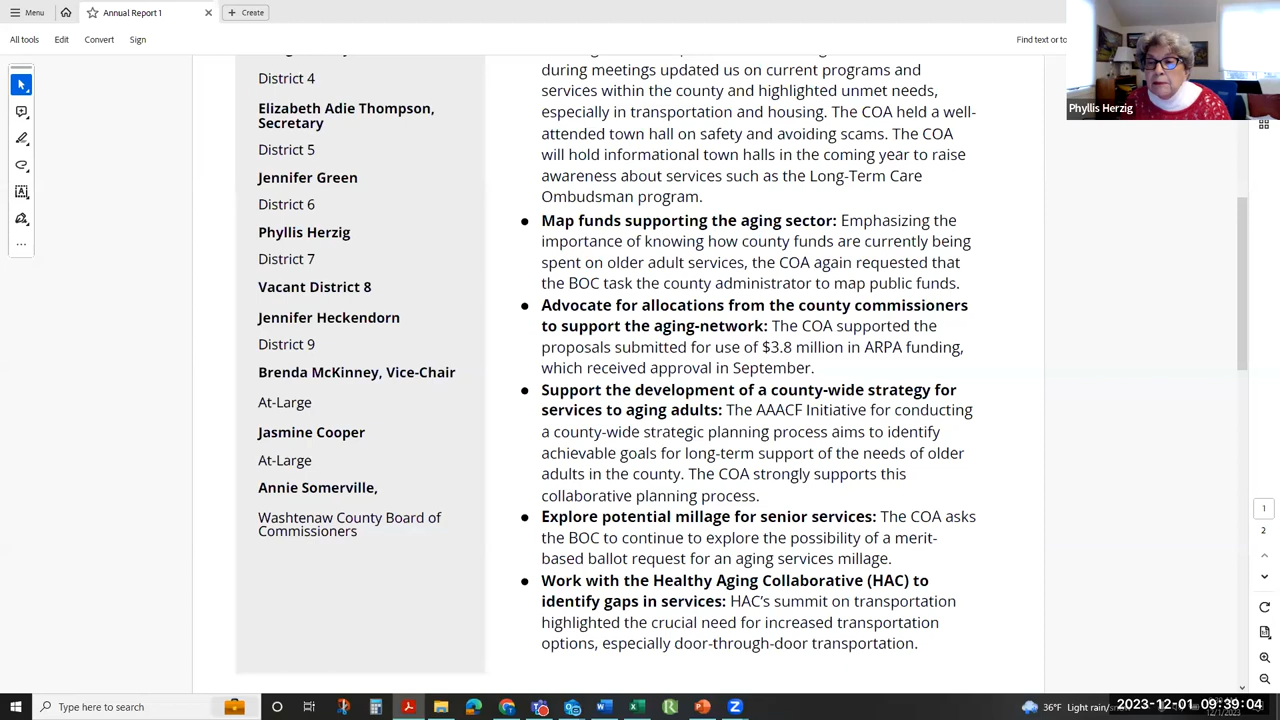 Menu
Annual Report 1
Create
All tools
Edit
Convert
Sign
Find text or to
Phyllis Herzig
District 4
Elizabeth Adie Thompson,
Secretary
District 5
Jennifer Green
District 6
Phyllis Herzig
District 7
Vacant District 8
Jennifer Heckendorn
District 9
Brenda McKinney, Vice-Chair
At-Large
Jasmine Cooper
At-Large
Annie Somerville,
Washtenaw County Board of
Commissioners
during meetings updated us on current programs and
services within the county and highlighted unmet needs,
especially in transportation and housing. The COA held a well-
attended town hall on safety and avoiding scams. The COA
will hold informational town halls in the coming year to raise
awareness about services such as the Long-Term Care
Ombudsman program.
● Map funds supporting the aging sector: Emphasizing the
importance of knowing how county funds are currently being
spent on older adult services, the COA again requested that
the BOC task the county administrator to map public funds.
● Advocate for allocations from the county commissioners
to support the aging-network: The COA supported the
proposals submitted for use of $3.8 million in ARPA funding,
which received approval in September.
● Support the development of a county-wide strategy for
services to aging adults: The AAACF Initiative for conducting
a county-wide strategic planning process aims to identify
achievable goals for long-term support of the needs of older
adults in the county. The COA strongly supports this
collaborative planning process.
● Explore potential millage for senior services: The COA asks
the BOC to continue to explore the possibility of a merit-
based ballot request for an aging services millage.
● Work with the Healthy Aging Collaborative (HAC) to
identify gaps in services: HAC's summit on transportation
highlighted the crucial need for increased transportation
options, especially door-through-door transportation.
1
2
Type here to search
36°F Light rain/
2023-12-01 09:39:04